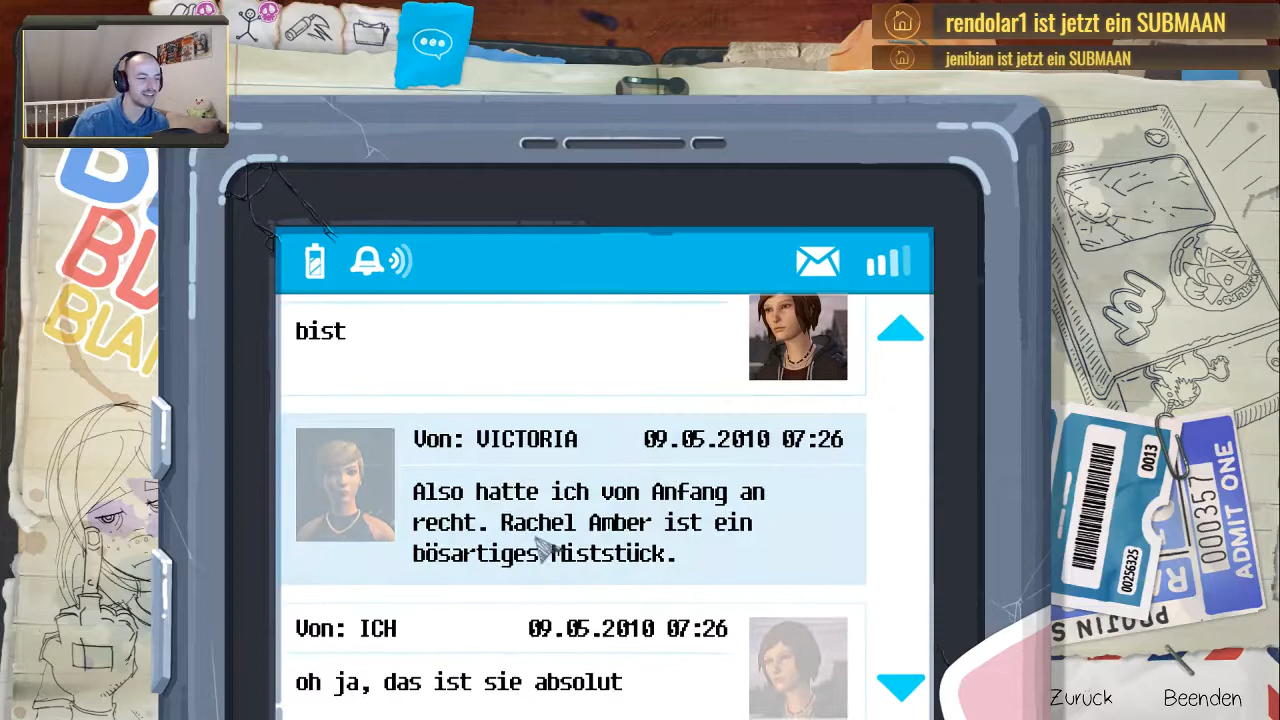 rendolar1 ist jetzt ein SUBMAAN
jenibian ist jetzt ein SUBMAAN
bist
Von: VICTORIA 09.05.2010 07:26
Also hatte ich von Anfang an
recht. Rachel Amber ist ein
bösartiges Miststück.
Von: ICH 09.05.2010 07:26
oh ja, das ist sie absolut
0013
00256325
000357
ADMIT ONE
Zurück
Beenden